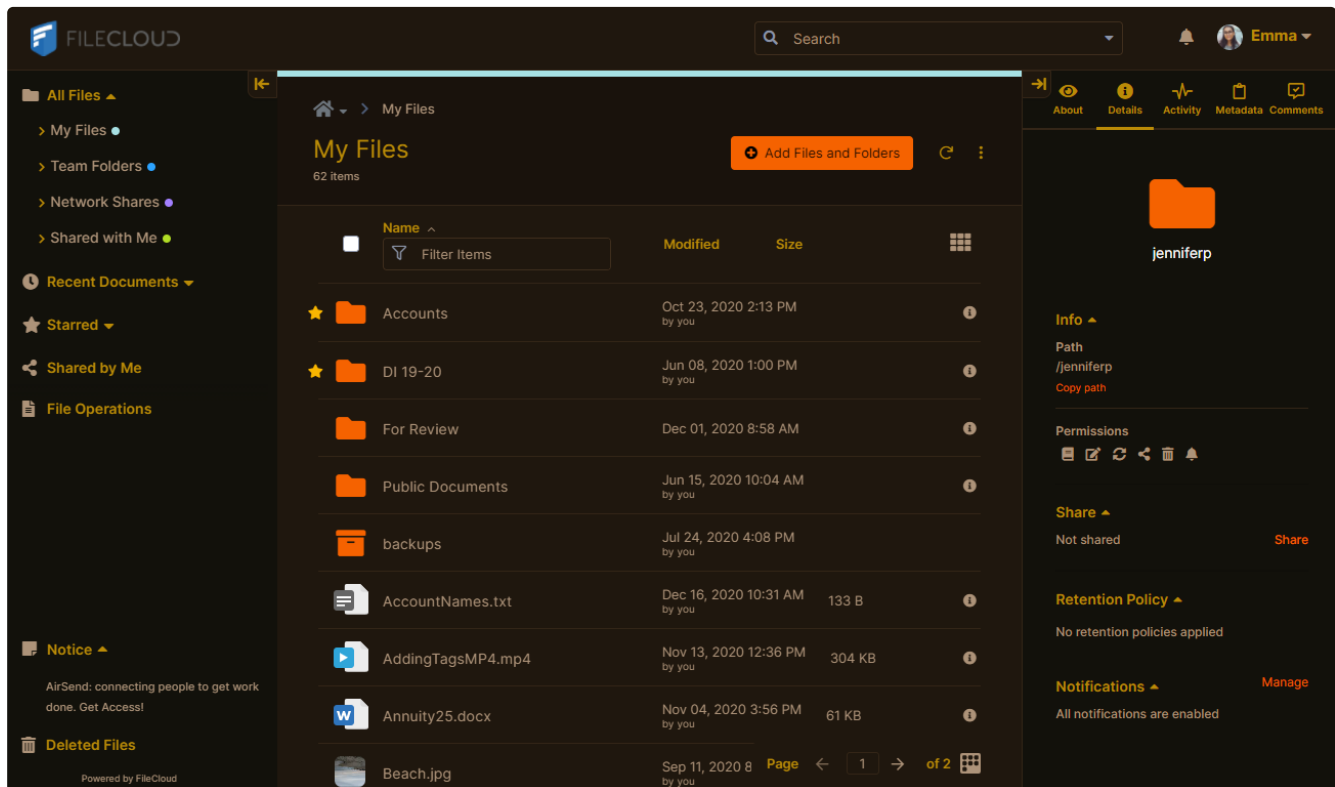 FILECLOUD
Search
Emma
All Files
My Files
Team Folders
Network Shares
Shared with Me
Recent Documents
Starred
Shared by Me
File Operations
Notice
AirSend: connecting people to get work
done. Get Access!
Deleted Files
Powered by FileCloud
My Files
My Files
62 items
Add Files and Folders
Name
Filter Items
Modified
Size
Accounts
Oct 23, 2020 2:13 PM
by you
DI 19-20
Jun 08, 2020 1:00 PM
by you
For Review
Dec 01, 2020 8:58 AM
Public Documents
Jun 15, 2020 10:04 AM
by you
backups
Jul 24, 2020 4:08 PM
by you
AccountNames.txt
Dec 16, 2020 10:31 AM
by you
133 B
AddingTagsMP4.mp4
Nov 13, 2020 12:36 PM
by you
304 KB
W
Annuity25.docx
Nov 04, 2020 3:56 PM
by you
61 KB
Beach.jpg
Sep 11, 2020 8
by you
Page
1
of 2
About
Details
Activity
Metadata
Comments
jenniferp
Info
Path
/jenniferp
Copy path
Permissions
Share
Not shared
Share
Retention Policy
No retention policies applied
Notifications
Manage
All notifications are enabled